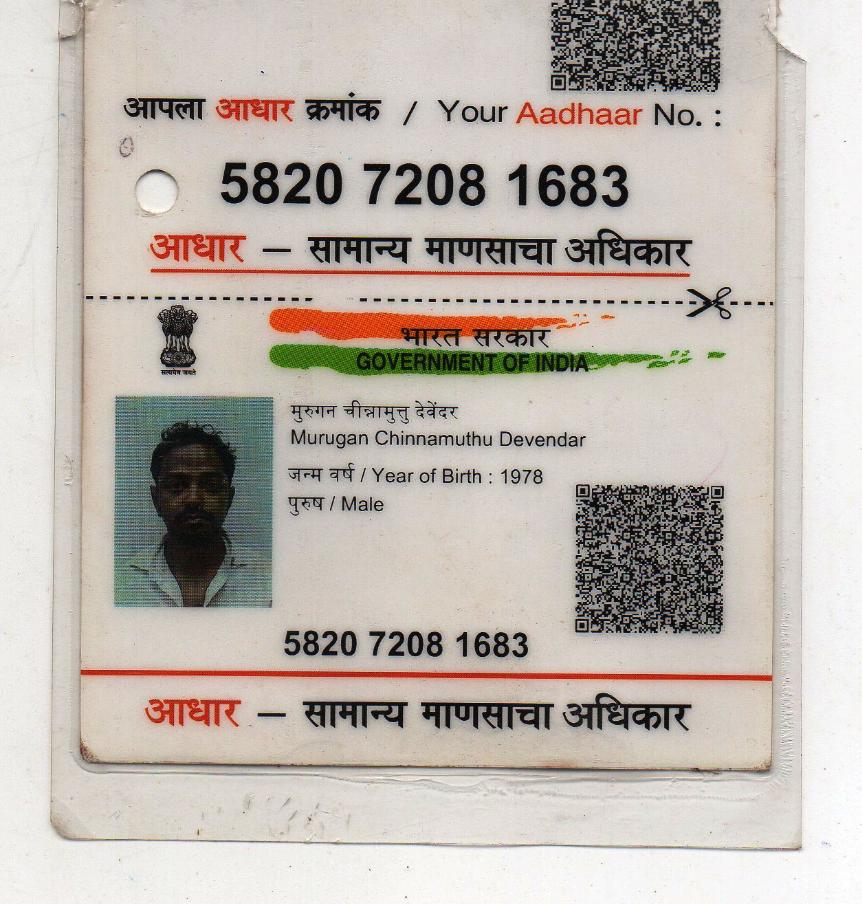 आपला आधार क्रमांक / Your Aadhaar No. :
5820 7208 1683
आधार – सामान्य माणसाचा अधिकार
सत्यमेव जयते
भारत सरकार
GOVERNMENT OF INDIA
मुरुगन चीन्नामुत्तु देवेंदर
Murugan Chinnamuthu Devendar
जन्म वर्ष / Year of Birth : 1978
पुरुष / Male
5820 7208 1683
आधार – सामान्य माणसाचा अधिकार